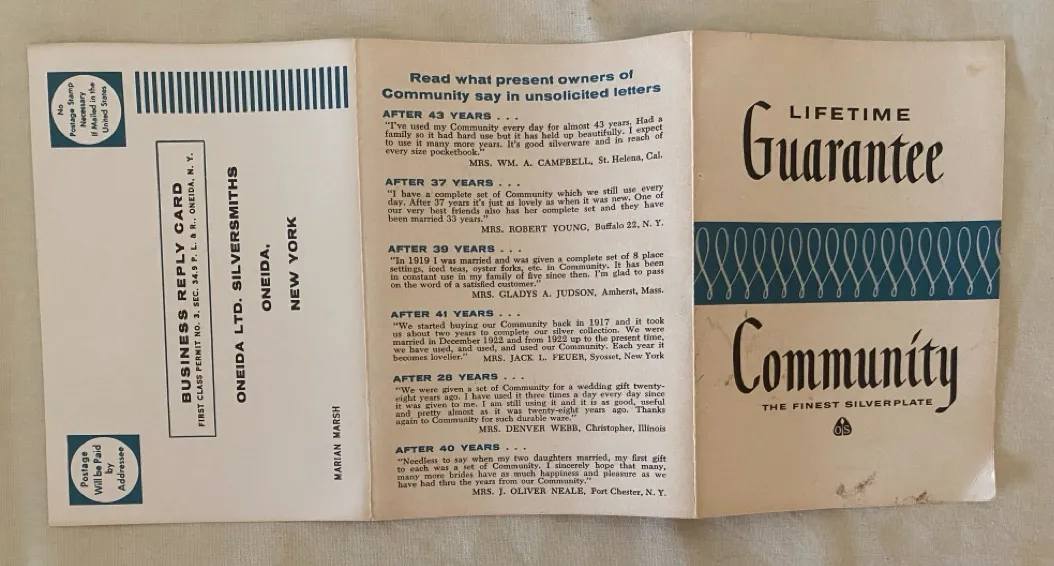 No
Postage Stamp
Necessary
If Mailed in the
United States
BUSINESS REPLY CARD
FIRST CLASS PERMIT NO. 3, SEC. 34.9 P. L. & R., ONEIDA, N. Y.
ONEIDA LTD. SILVERSMITHS
ONEIDA,
NEW YORK
Postage
Will be Paid
by
Addressee
MARIAN MARSH
Read what present owners of
Community say in unsolicited letters
AFTER 43 YEARS . . .
"I've used my Community every day for almost 43 years. Had a
family so it had hard use but it has held up beautifully. I expect
to use it many more years. It's good silverware and in reach of
every size pocketbook."
MRS. WM. A. CAMPBELL, St. Helena, Cal.
AFTER 37 YEARS . . .
"I have a complete set of Community which we still use every
day. After 37 years it's just as lovely as when it was new. One of
our very best friends also has her complete set and they have
been married 33 years."
MRS. ROBERT YOUNG, Buffalo 22, N. Y.
AFTER 39 YEARS . . .
"In 1919 I was married and was given a complete set of 8 place
settings, iced teas, oyster forks, etc. in Community. It has been
in constant use in my family of five since then. I'm glad to pass
on the word of a satisfied customer."
MRS. GLADYS A. JUDSON, Amherst, Mass.
AFTER 41 YEARS . . .
"We started buying our Community back in 1917 and it took
us about two years to complete our silver collection. We were
married in December 1922 and from 1922 up to the present time,
we have used, and used, and used our Community. Each year it
becomes lovelier." MRS. JACK L. FEUER, Syosset, New York
AFTER 28 YEARS . . .
"We were given a set of Community for a wedding gift twenty-
eight years ago. I have used it three times a day every day since
it was given to me. I am still using it and it is as good, useful
and pretty almost as it was twenty-eight years ago. Thanks
again to Community for such durable ware."
MRS. DENVER WEBB, Christopher, Illinois
AFTER 40 YEARS . . .
"Needless to say when my two daughters married, my first gift
to each was a set of Community. I sincerely hope that many,
many more brides have as much happiness and pleasure as we
have had thru the years from our Community."
MRS. J. OLIVER NEALE, Port Chester, N. Y.
LIFETIME
Guarantee
Community
THE FINEST SILVERPLATE
OS